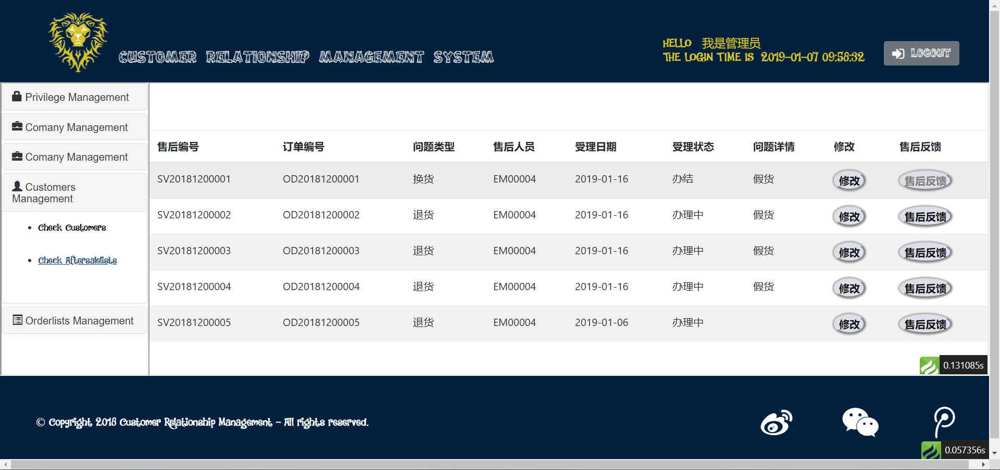 CUSTOMER RELATIONSHIP MANAGEMENT SYSTEM
HELLO 我是管理员
THE LOGIN TIME IS 2019-01-07 09:58:32
LOGOUT
Privilege Management
Comany Management
Comany Management
Customers
Management
Check Customers
Check Aftersalelists
Orderlists Management
售后编号 订单编号 问题类型 售后人员 受理日期 受理状态 问题详情 修改 售后反馈
SV20181200001 OD20181200001 换货 EM00004 2019-01-16 办结 假货 修改 售后反馈
SV20181200002 OD20181200002 退货 EM00004 2019-01-16 办理中 假货 修改 售后反馈
SV20181200003 OD20181200003 退货 EM00004 2019-01-16 办理中 假货 修改 售后反馈
SV20181200004 OD20181200004 退货 EM00004 2019-01-16 办理中 假货 修改 售后反馈
SV20181200005 OD20181200005 退货 EM00004 2019-01-06 办理中 修改 售后反馈
0.131085s
© Copyright 2018 Customer Relationship Management - All rights reserved.
0.057356s